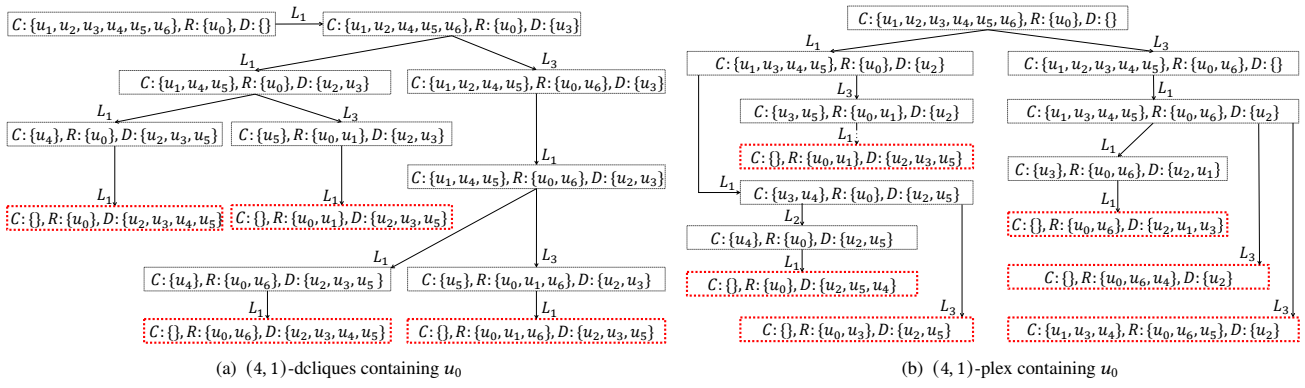 C:{u₁, u₂, u₃, u₄, u₅, u₆}, R:{u₀}, D:{}
L₁
C:{u₁, u₂, u₄, u₅, u₆}, R:{u₀}, D:{u₃}
L₁
L₃
C:{u₁, u₄, u₅}, R:{u₀}, D:{u₂, u₃}
C:{u₁, u₂, u₄, u₅}, R:{u₀, u₆}, D:{u₃}
L₁
L₃
C:{u₄}, R:{u₀}, D:{u₂, u₃, u₅}
C:{u₅}, R:{u₀, u₁}, D:{u₂, u₃}
L₁
C:{u₁, u₄, u₅}, R:{u₀, u₆}, D:{u₂, u₃}
L₁
L₁
C:{}, R:{u₀}, D:{u₂, u₃, u₄, u₅}
C:{}, R:{u₀, u₁}, D:{u₂, u₃, u₅}
L₁
L₃
C:{u₄}, R:{u₀, u₆}, D:{u₂, u₃, u₅}
C:{u₅}, R:{u₀, u₁, u₆}, D:{u₂, u₃}
L₁
L₁
C:{}, R:{u₀, u₆}, D:{u₂, u₃, u₄, u₅}
C:{}, R:{u₀, u₁, u₆}, D:{u₂, u₃, u₅}
(a) (4, 1)-dcliques containing u₀
C:{u₁, u₂, u₃, u₄, u₅, u₆}, R:{u₀}, D:{}
L₁
L₃
C:{u₁, u₃, u₄, u₅}, R:{u₀}, D:{u₂}
C:{u₁, u₂, u₃, u₄, u₅}, R:{u₀, u₆}, D:{}
L₃
L₁
C:{u₃, u₅}, R:{u₀, u₁}, D:{u₂}
C:{u₁, u₃, u₄, u₅}, R:{u₀, u₆}, D:{u₂}
L₁
L₁
C:{}, R:{u₀, u₁}, D:{u₂, u₃, u₅}
C:{u₃}, R:{u₀, u₆}, D:{u₂, u₁}
L₁
C:{u₃, u₄}, R:{u₀}, D:{u₂, u₅}
L₁
L₂
C:{}, R:{u₀, u₆}, D:{u₂, u₁, u₃}
C:{u₄}, R:{u₀}, D:{u₂, u₅}
L₁
L₃
C:{}, R:{u₀, u₆, u₄}, D:{u₂}
C:{}, R:{u₀}, D:{u₂, u₅, u₄}
L₃
L₃
C:{}, R:{u₀, u₃}, D:{u₂, u₅}
C:{u₁, u₃, u₄}, R:{u₀, u₆, u₅}, D:{u₂}
(b) (4, 1)-plex containing u₀